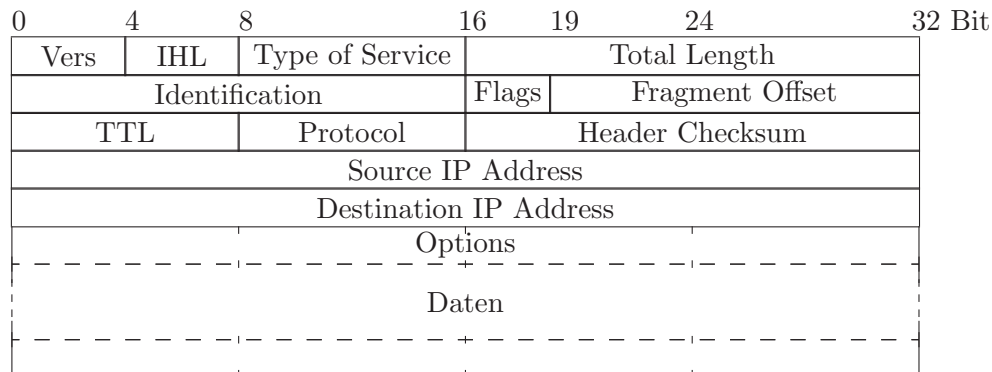 0 4 8 16 19 24 32 Bit
Vers IHL Type of Service Total Length
Identification Flags Fragment Offset
TTL Protocol Header Checksum
Source IP Address
Destination IP Address
Options
Daten